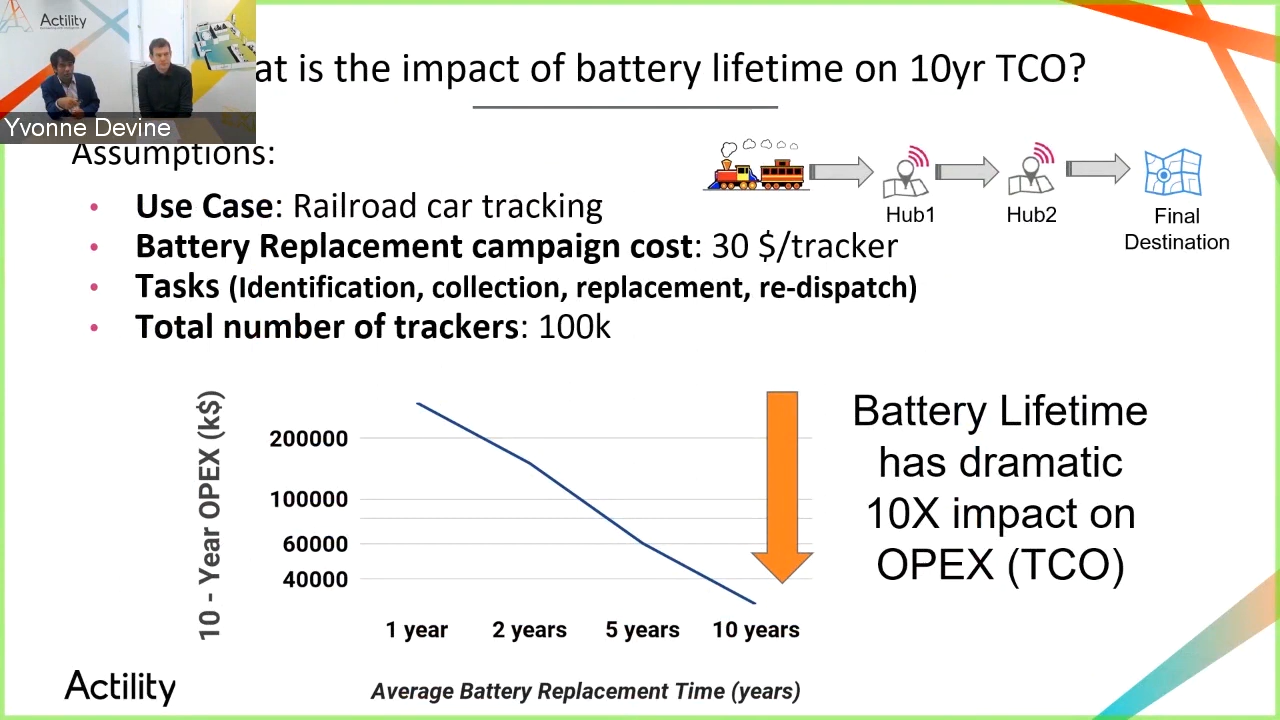 Actility
Yvonne Devine
at is the impact of battery lifetime on 10yr TCO?
Assumptions:
• Use Case: Railroad car tracking
• Battery Replacement campaign cost: 30 $/tracker
• Tasks (Identification, collection, replacement, re-dispatch)
• Total number of trackers: 100k
Hub1
Hub2
Final
Destination
10 - Year OPEX (k$)
200000
100000
60000
40000
1 year
2 years
5 years
10 years
Average Battery Replacement Time (years)
Battery Lifetime
has dramatic
10X impact on
OPEX (TCO)
Actility